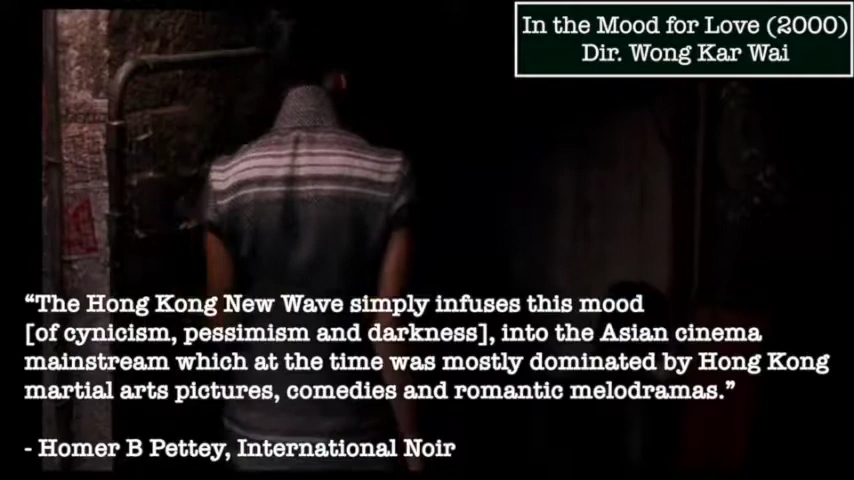 In the Mood for Love (2000)
Dir. Wong Kar Wai
“The Hong Kong New Wave simply infuses this mood
[of cynicism, pessimism and darkness], into the Asian cinema
mainstream which at the time was mostly dominated by Hong Kong
martial arts pictures, comedies and romantic melodramas.”
- Homer B Pettey, International Noir